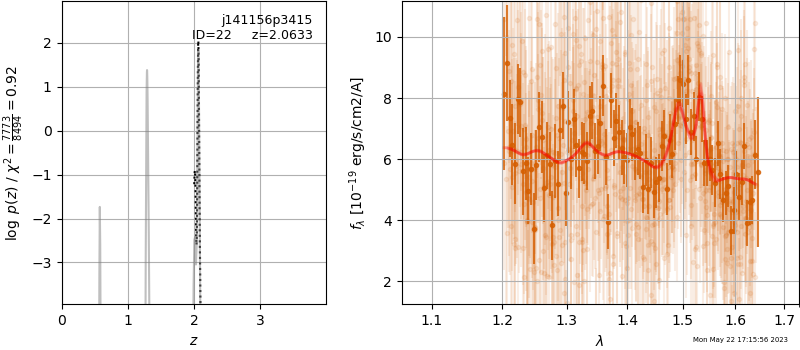 j141156p3415
ID=22 z=2.0633
log p(z) / χ² = 7773/8494 = 0.92
2
1
0
−1
−2
−3
0 1 2 3
z
fλ [10⁻¹⁹ erg/s/cm2/A]
10
8
6
4
2
1.1 1.2 1.3 1.4 1.5 1.6 1.7
λ
Mon May 22 17:15:56 2023